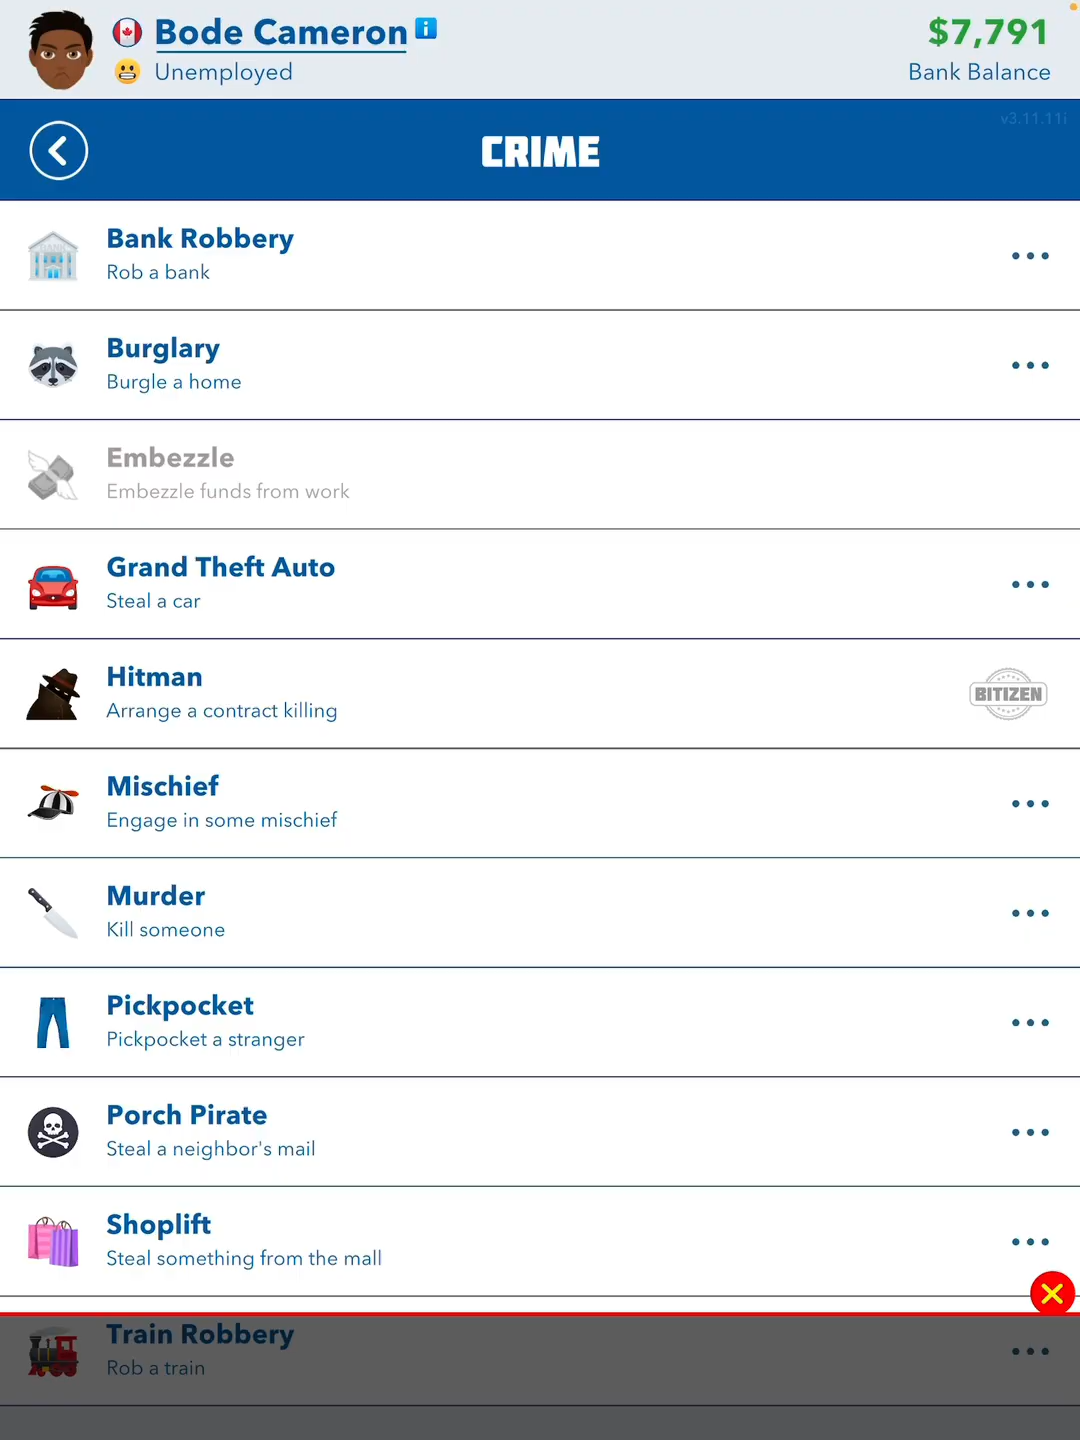 Bode Cameron
$7,791
Unemployed
Bank Balance
v3.11.11i
CRIME
Bank Robbery
Rob a bank
Burglary
Burgle a home
Embezzle
Embezzle funds from work
Grand Theft Auto
Steal a car
Hitman
Arrange a contract killing
BITIZEN
Mischief
Engage in some mischief
Murder
Kill someone
Pickpocket
Pickpocket a stranger
Porch Pirate
Steal a neighbor's mail
Shoplift
Steal something from the mall
Train Robbery
Rob a train